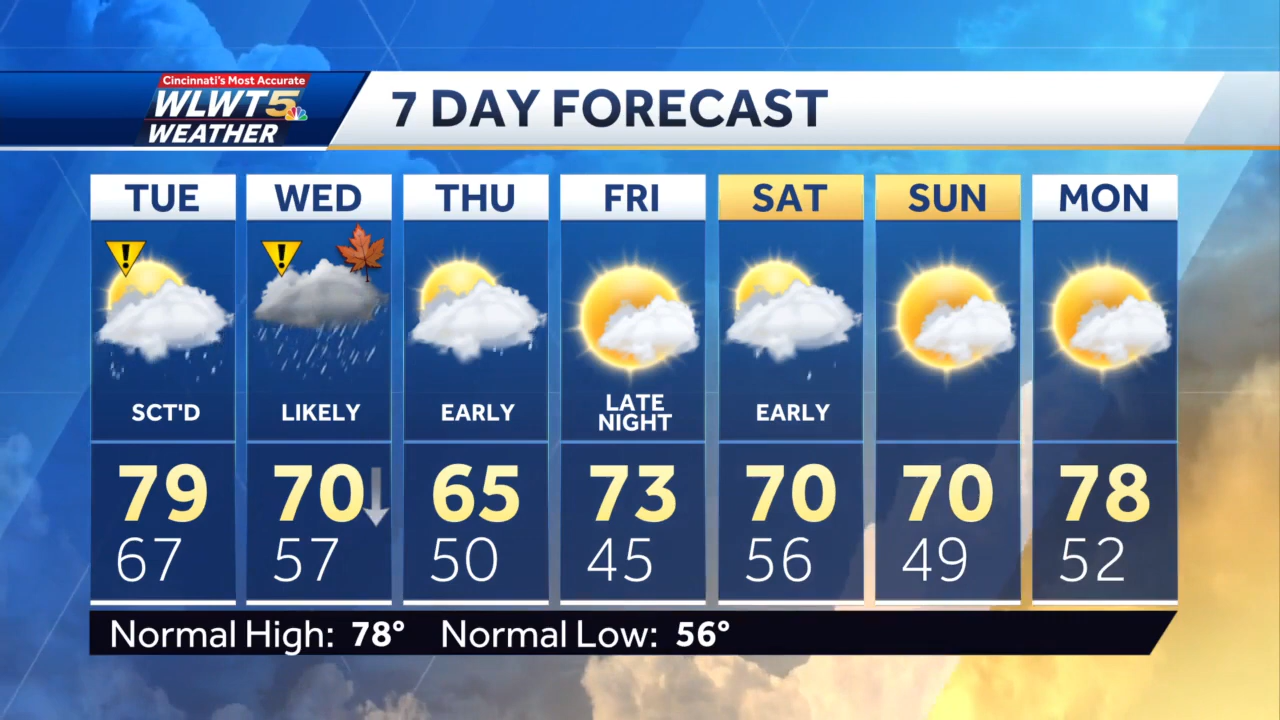 Cincinnati's Most Accurate
WLWT5
WEATHER
7 DAY FORECAST
TUE WED THU FRI SAT SUN MON
! !
SCT'D LIKELY EARLY LATE NIGHT EARLY
79 70 65 73 70 70 78
67 57 50 45 56 49 52
Normal High: 78° Normal Low: 56°